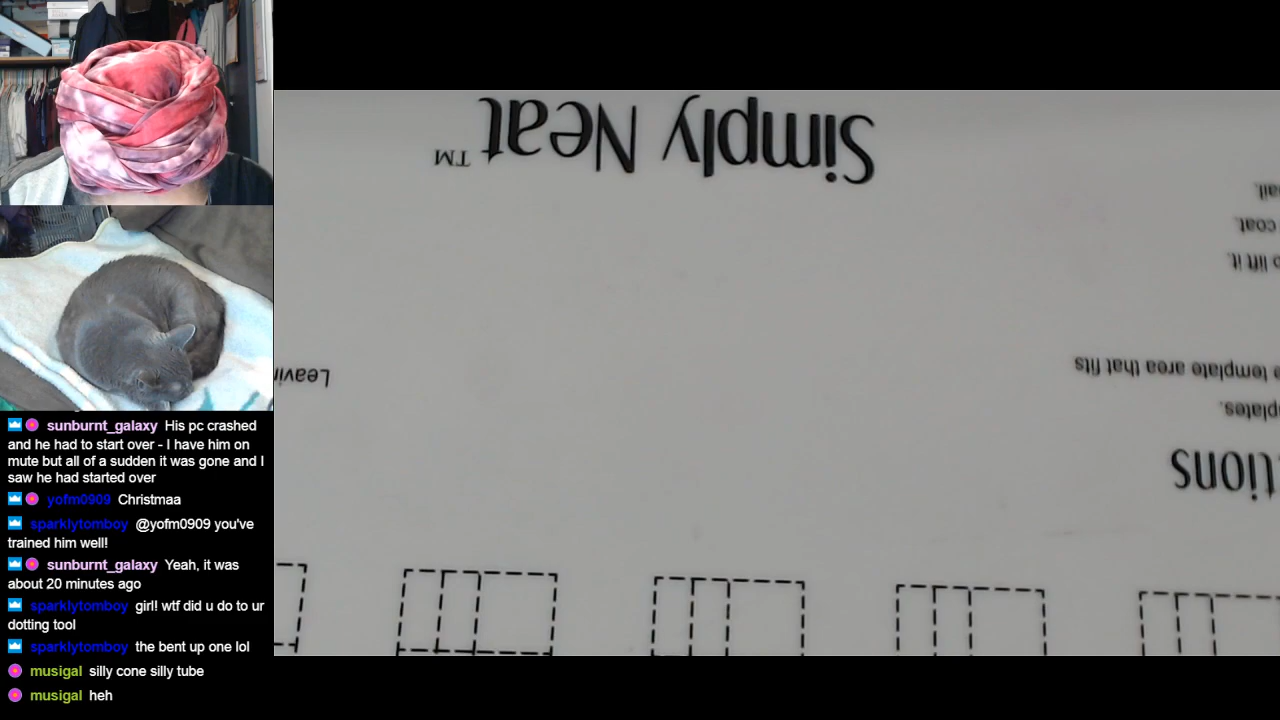 Simply Neat™
ail.
coat.
o lift it.
Leavin
e template area that fits
plates.
tions
sunburnt_galaxy His pc crashed
and he had to start over - I have him on
mute but all of a sudden it was gone and I
saw he had started over
yofm0909 Christmaa
sparklytomboy @yofm0909 you've
trained him well!
sunburnt_galaxy Yeah, it was
about 20 minutes ago
sparklytomboy girl! wtf did u do to ur
dotting tool
sparklytomboy the bent up one lol
musigal silly cone silly tube
musigal heh